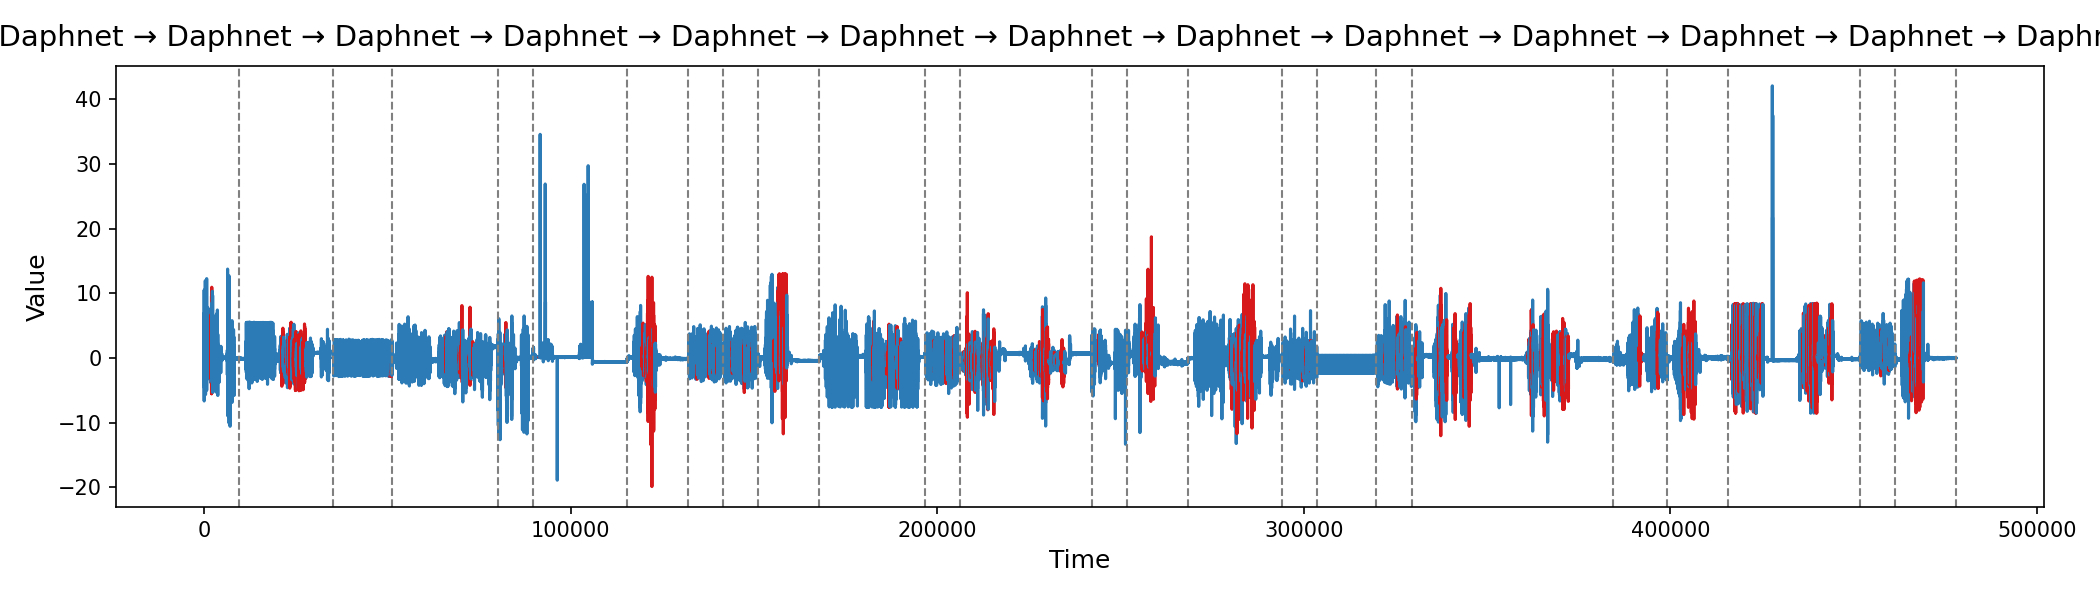 Daphnet → Daphnet → Daphnet → Daphnet → Daphnet → Daphnet → Daphnet → Daphnet → Daphnet → Daphnet → Daphnet → Daphnet → Daph
40
30
20
10
0
−10
−20
Value
0 100000 200000 300000 400000 500000
Time